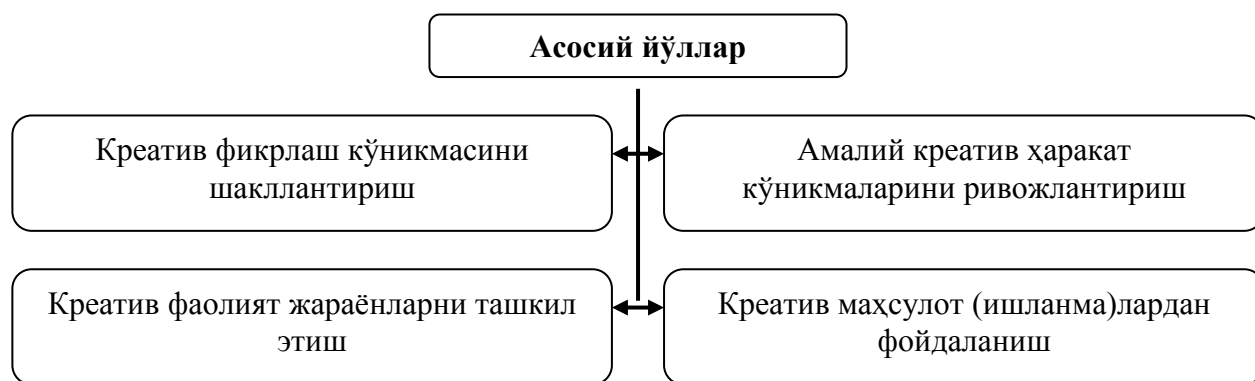 Асосий йўллар
Креатив фикрлаш кўникмасини
шакллантириш
Амалий креатив ҳаракат
кўникмаларини ривожлантириш
Креатив фаолият жараёнларни ташкил
этиш
Креатив маҳсулот (ишланма)лардан
фойдаланиш